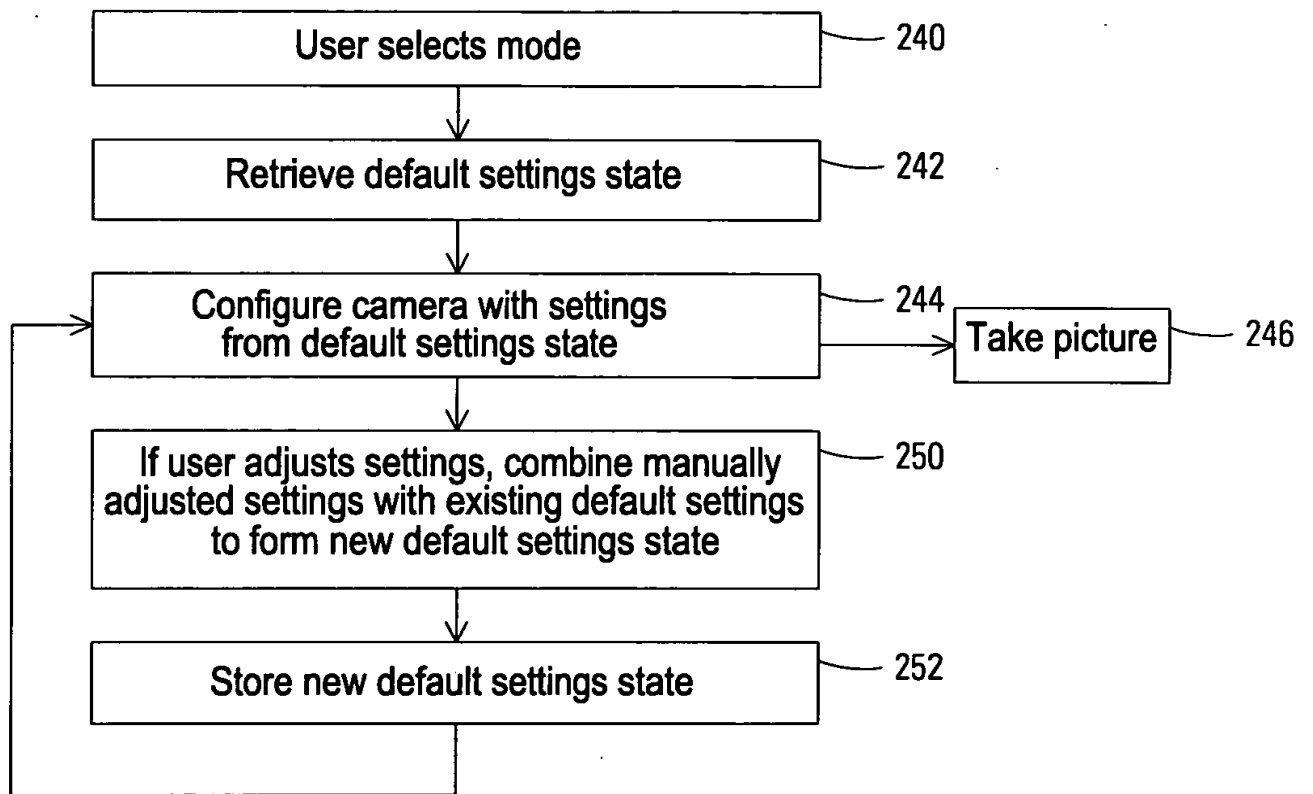 User selects mode
240
Retrieve default settings state
242
Configure camera with settings
from default settings state
244
Take picture
246
If user adjusts settings, combine manually
adjusted settings with existing default settings
to form new default settings state
250
Store new default settings state
252